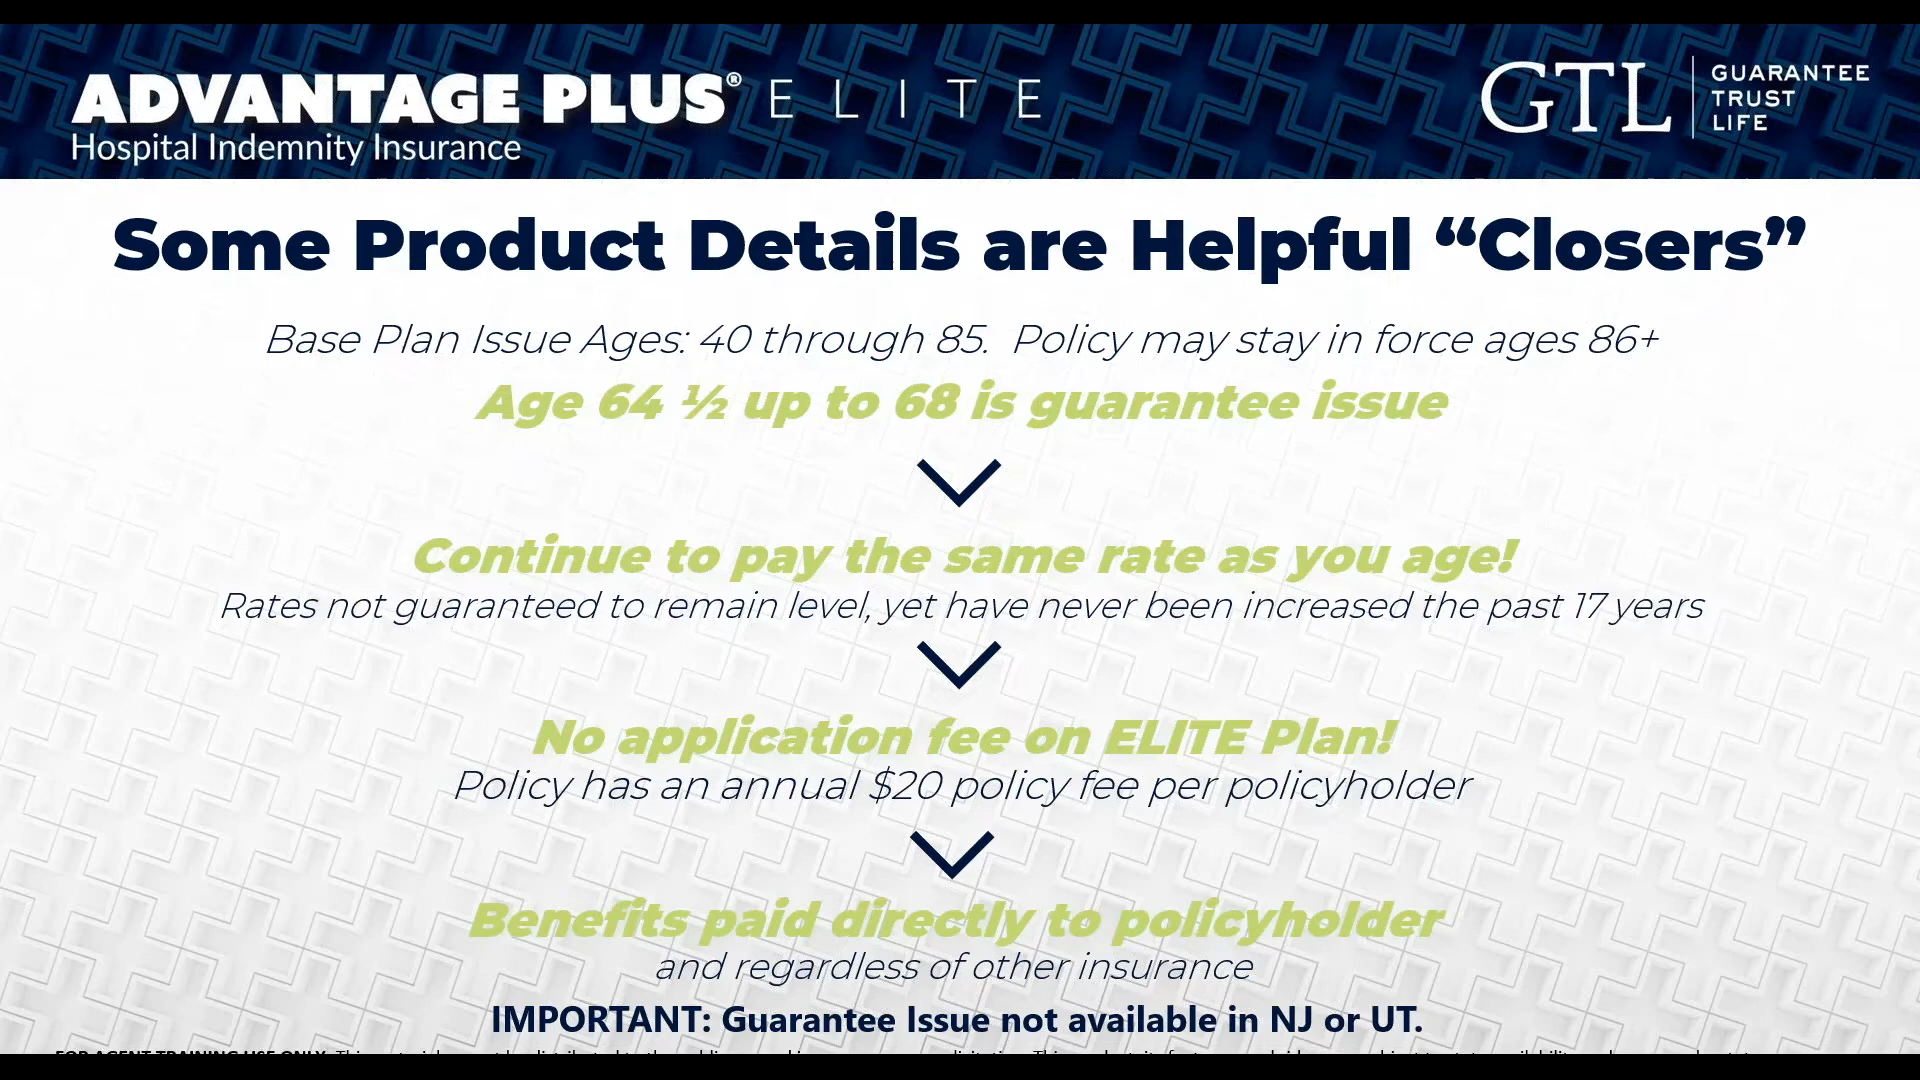 ADVANTAGE PLUS® ELITE
Hospital Indemnity Insurance
GTL
GUARANTEE
TRUST
LIFE
Some Product Details are Helpful “Closers”
Base Plan Issue Ages: 40 through 85. Policy may stay in force ages 86+
Age 64 ½ up to 68 is guarantee issue
Continue to pay the same rate as you age!
Rates not guaranteed to remain level, yet have never been increased the past 17 years
No application fee on ELITE Plan!
Policy has an annual $20 policy fee per policyholder
Benefits paid directly to policyholder
and regardless of other insurance
IMPORTANT: Guarantee Issue not available in NJ or UT.
FOR AGENT TRAINING USE ONLY.